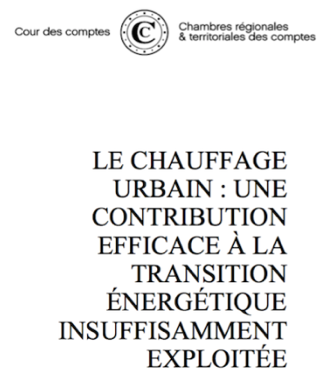 Cour des comptes
Chambres régionales
& territoriales des comptes
LE CHAUFFAGE
URBAIN : UNE
CONTRIBUTION
EFFICACE À LA
TRANSITION
ÉNERGÉTIQUE
INSUFFISAMMENT
EXPLOITÉE